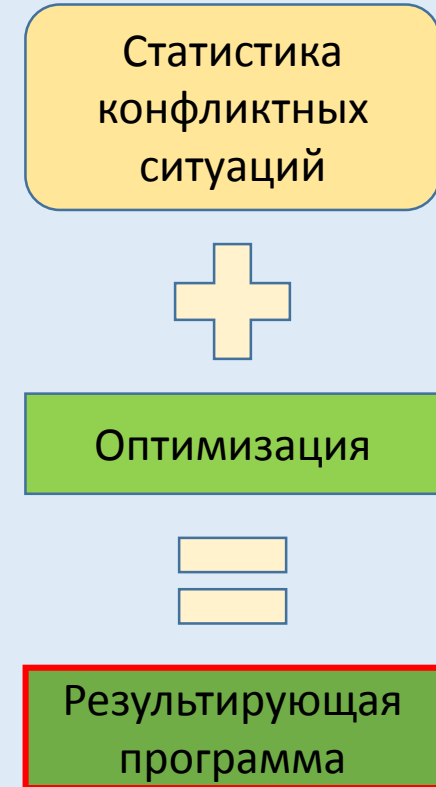 Статистика
конфликтных
ситуаций
Оптимизация
Результирующая
программа